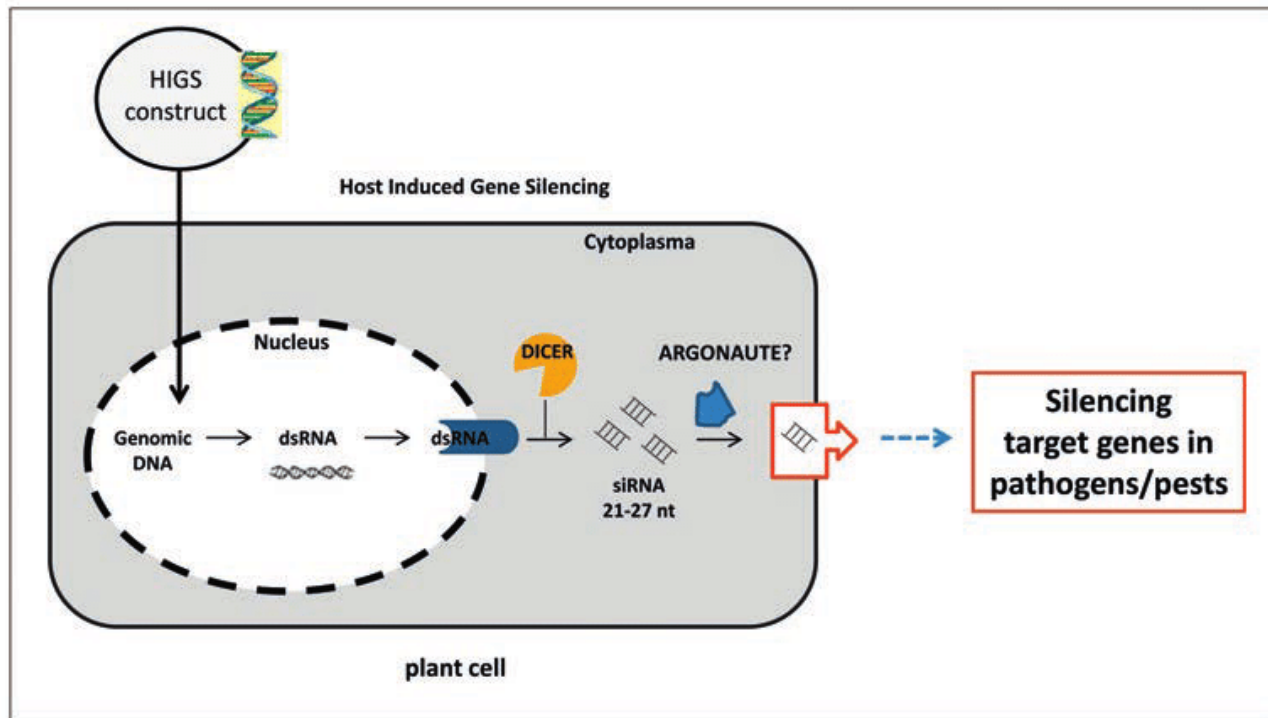 HIGS
construct
Host Induced Gene Silencing
Cytoplasma
Nucleus
DICER
ARGONAUTE?
Genomic
DNA
dsRNA
dsRNA
siRNA
21-27 nt
Silencing
target genes in
pathogens/pests
plant cell